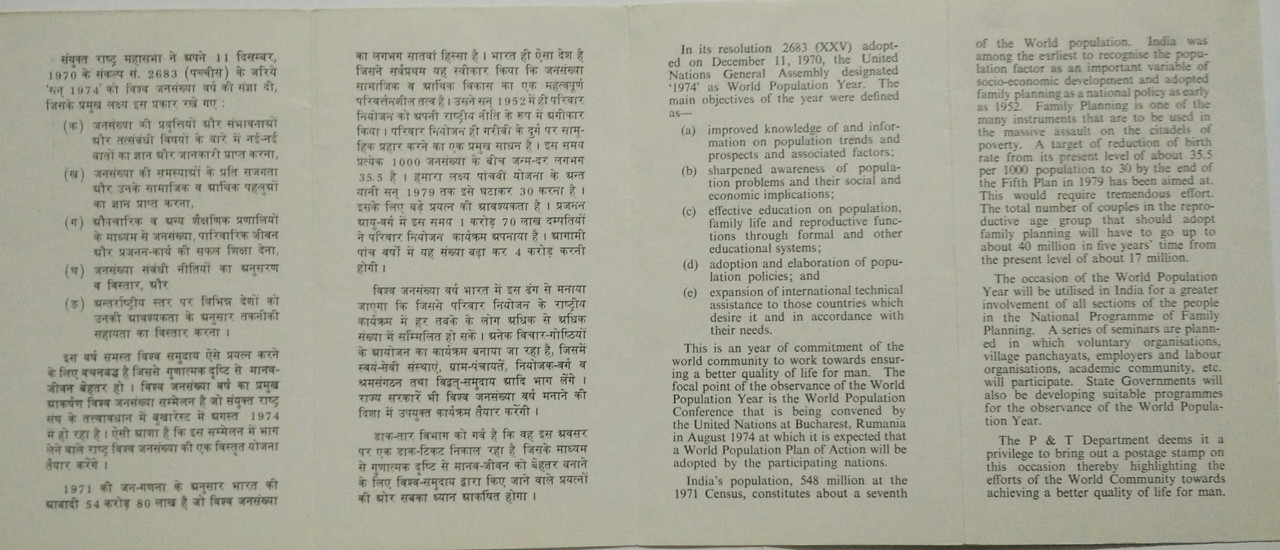 संयुक्त राष्ट्र महासभा ने अपने 11 दिसम्बर,
1970 के संकल्प सं. 2683 (पच्चीस) के जरिये
'सन् 1974' को विश्व जनसंख्या वर्ष की संज्ञा दी,
जिसके प्रमुख लक्ष्य इस प्रकार रखे गए :
(क) जनसंख्या की प्रवृत्तियों और संभावनाओं
और तत्संबंधी विषयों के बारे में नई-नई
बातों का ज्ञान और जानकारी प्राप्त करना,
(ख) जनसंख्या की समस्याओं के प्रति सजगता
और उनके सामाजिक व आर्थिक पहलुओं
का ज्ञान प्राप्त करना,
(ग) औपचारिक व अन्य शैक्षणिक प्रणालियों
के माध्यम से जनसंख्या, पारिवारिक जीवन
और प्रजनन-कार्य की सफल शिक्षा देना,
(घ) जनसंख्या संबंधी नीतियों का अनुसरण
व विस्तार, और
(ङ) अन्तर्राष्ट्रीय स्तर पर विभिन्न देशों को
उनकी आवश्यकता के अनुसार तकनीकी
सहायता का विस्तार करना ।
इस वर्ष समस्त विश्व समुदाय ऐसे प्रयत्न करने
के लिए वचनबद्ध है जिससे गुणात्मक दृष्टि से मानव-
जीवन बेहतर हो । विश्व जनसंख्या वर्ष का प्रमुख
आकर्षण विश्व जनसंख्या सम्मेलन है जो संयुक्त राष्ट्र
संघ के तत्वावधान में बुखारेस्ट में अगस्त 1974
में हो रहा है । ऐसी आशा है कि इस सम्मेलन में भाग
लेने वाले राष्ट्र विश्व जनसंख्या की एक विस्तृत योजना
तैयार करेंगे ।
1971 की जन-गणना के अनुसार भारत की
आबादी 54 करोड़ 80 लाख है जो विश्व जनसंख्या
का लगभग सातवां हिस्सा है । भारत ही ऐसा देश है
जिसने सर्वप्रथम यह स्वीकार किया कि जनसंख्या
सामाजिक व आर्थिक विकास का एक महत्वपूर्ण
परिवर्तनशील तत्व है । उसने सन् 1952 में ही परिवार
नियोजन को अपनी राष्ट्रीय नीति के रूप में अंगीकार
किया । परिवार नियोजन ही गरीबी के दुर्ग पर सामू-
हिक प्रहार करने का एक प्रमुख साधन है । इस समय
प्रत्येक 1000 जनसंख्या के बीच जन्म-दर लगभग
35.5 है । हमारा लक्ष्य पांचवीं योजना के अन्त
यानी सन् 1979 तक इसे घटाकर 30 करना है ।
इसके लिए बड़े प्रयत्न की आवश्यकता है । प्रजनन
आयु-वर्ग में इस समय 1 करोड़ 70 लाख दम्पतियों
ने परिवार नियोजन कार्यक्रम अपनाया है । आगामी
पांच वर्षों में यह संख्या बढ़ा कर 4 करोड़ करनी
होगी ।
विश्व जनसंख्या वर्ष भारत में इस ढंग से मनाया
जाएगा कि जिससे परिवार नियोजन के राष्ट्रीय
कार्यक्रम में हर तबके के लोग अधिक से अधिक
संख्या में सम्मिलित हो सकें । अनेक विचार-गोष्ठियों
के आयोजन का कार्यक्रम बनाया जा रहा है, जिसमें
स्वयं-सेवी संस्थाएं, ग्राम-पंचायतें, नियोजक-वर्ग व
श्रमसंगठन तथा विद्वत्-समुदाय आदि भाग लेंगे ।
राज्य सरकारें भी विश्व जनसंख्या वर्ष मनाने की
दिशा में उपयुक्त कार्यक्रम तैयार करेंगी ।
डाक-तार विभाग को गर्व है कि वह इस अवसर
पर एक डाक-टिकट निकाल रहा है जिसके माध्यम
से गुणात्मक दृष्टि से मानव-जीवन को बेहतर बनाने
के लिए विश्व-समुदाय द्वारा किए जाने वाले प्रयत्नों
की ओर सबका ध्यान आकर्षित होगा ।
In its resolution 2683 (XXV) adopt-
ed on December 11, 1970, the United
Nations General Assembly designated
'1974' as World Population Year. The
main objectives of the year were defined
as—
(a) improved knowledge of and infor-
mation on population trends and
prospects and associated factors;
(b) sharpened awareness of popula-
tion problems and their social and
economic implications;
(c) effective education on population,
family life and reproductive func-
tions through formal and other
educational systems;
(d) adoption and elaboration of popu-
lation policies; and
(e) expansion of international technical
assistance to those countries which
desire it and in accordance with
their needs.
This is an year of commitment of the
world community to work towards ensur-
ing a better quality of life for man. The
focal point of the observance of the World
Population Year is the World Population
Conference that is being convened by
the United Nations at Bucharest, Rumania
in August 1974 at which it is expected that
a World Population Plan of Action will be
adopted by the participating nations.
India's population, 548 million at the
1971 Census, constitutes about a seventh
of the World population. India was
among the earliest to recognise the popu-
lation factor as an important variable of
socio-economic development and adopted
family planning as a national policy as early
as 1952. Family Planning is one of the
many instruments that are to be used in
the massive assault on the citadels of
poverty. A target of reduction of birth
rate from its present level of about 35.5
per 1000 population to 30 by the end of
the Fifth Plan in 1979 has been aimed at.
This would require tremendous effort.
The total number of couples in the repro-
ductive age group that should adopt
family planning will have to go up to
about 40 million in five years' time from
the present level of about 17 million.
The occasion of the World Population
Year will be utilised in India for a greater
involvement of all sections of the people
in the National Programme of Family
Planning. A series of seminars are plann-
ed in which voluntary organisations,
village panchayats, employers and labour
organisations, academic community, etc.
will participate. State Governments will
also be developing suitable programmes
for the observance of the World Popula-
tion Year.
The P & T Department deems it a
privilege to bring out a postage stamp on
this occasion thereby highlighting the
efforts of the World Community towards
achieving a better quality of life for man.